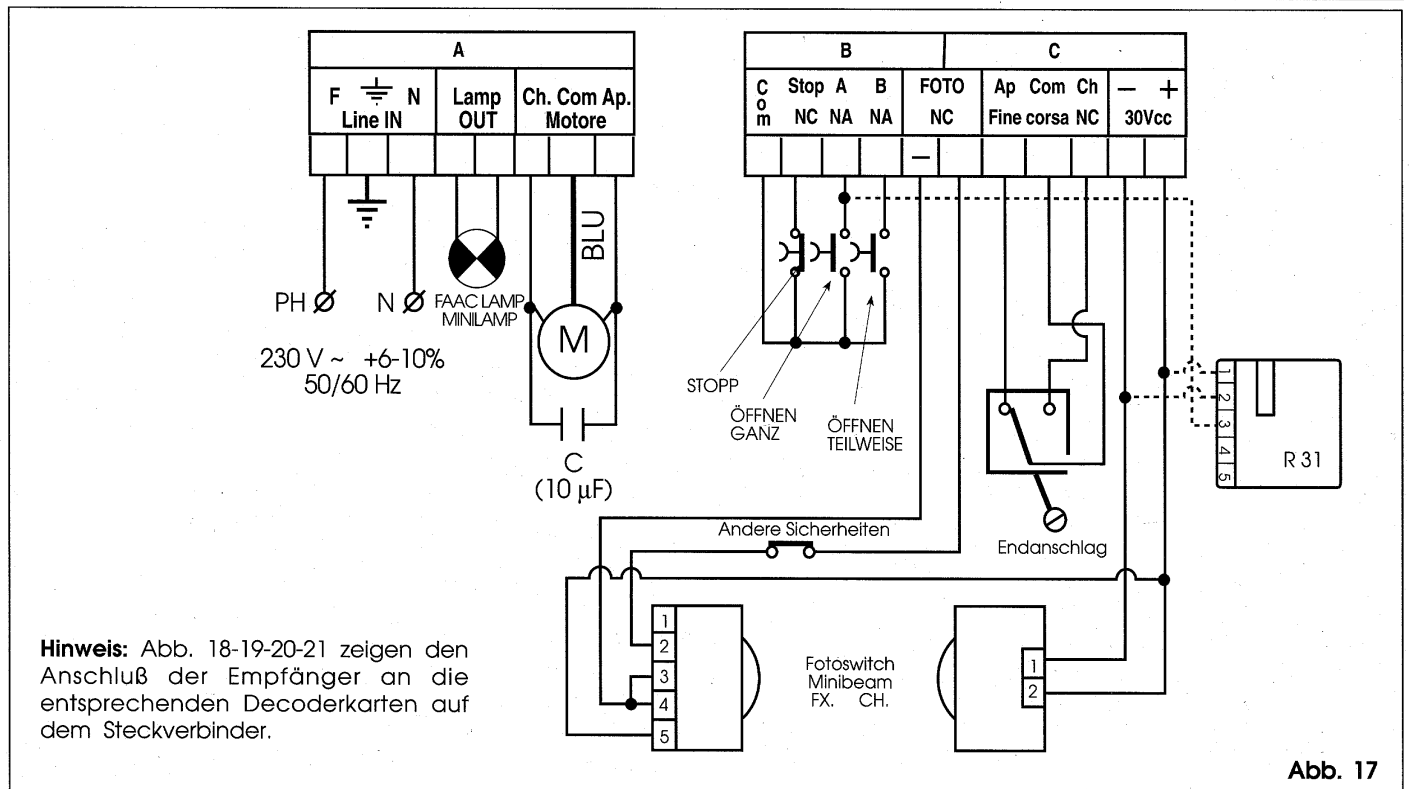 A
F ⏚ N
Line IN
Lamp
OUT
Ch. Com Ap.
Motore
B
C
Com
Stop A B
NC NA NA
FOTO
NC
Ap Com Ch
Fine corsa NC
— +
30Vcc
—
BLU
PH
N
FAAC LAMP
MINILAMP
M
230 V ~ +6-10%
50/60 Hz
C
(10 µF)
STOPP
ÖFFNEN
GANZ
ÖFFNEN
TEILWEISE
1
2
3
4
5
R 31
Andere Sicherheiten
Endanschlag
1
2
3
4
5
Fotoswitch
Minibeam
FX. CH.
1
2
Hinweis: Abb. 18-19-20-21 zeigen den
Anschluß der Empfänger an die
entsprechenden Decoderkarten auf
dem Steckverbinder.
Abb. 17